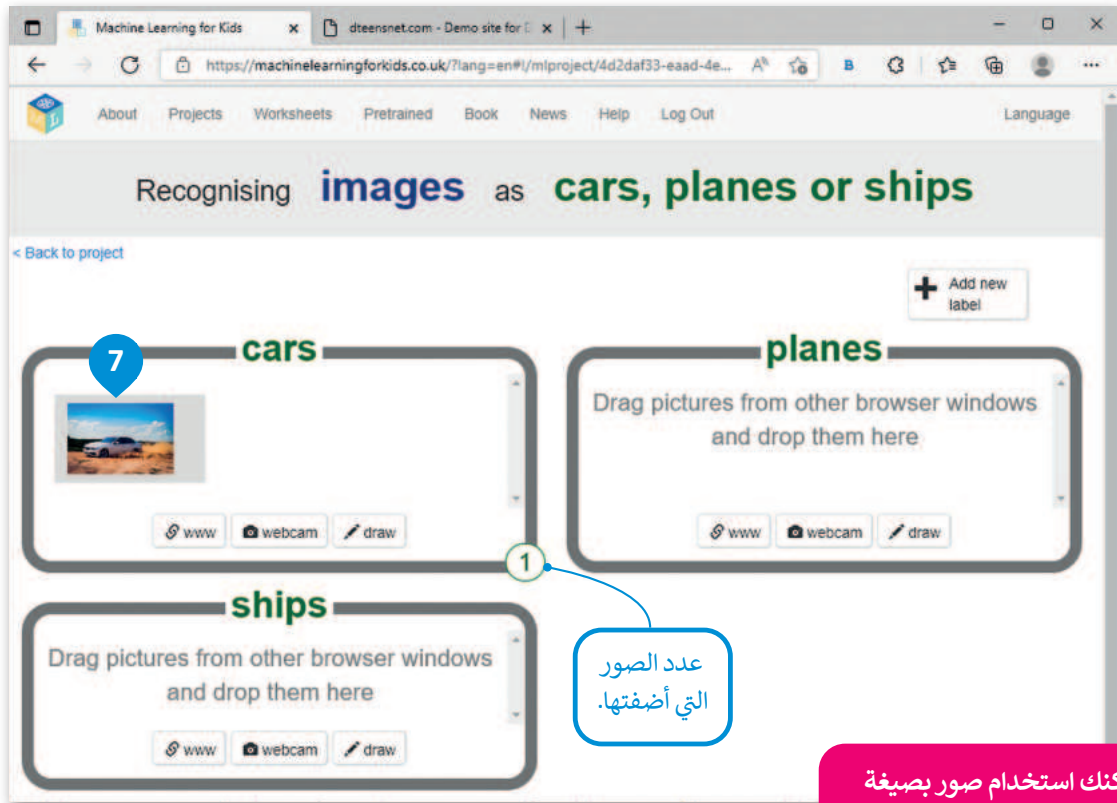 Machine Learning for Kids
dteensnet.com - Demo site for
https://machinelearningforkids.co.uk/?lang=en#!/mlproject/4d2daf33-eaad-4e...
About Projects Worksheets Pretrained Book News Help Log Out Language
Recognising images as cars, planes or ships
< Back to project
+ Add new
label
cars
7
www webcam draw
1
planes
Drag pictures from other browser windows
and drop them here
www webcam draw
ships
Drag pictures from other browser windows
and drop them here
www webcam draw
عدد الصور
التي أضفتها.
استخدام صور بصيغة